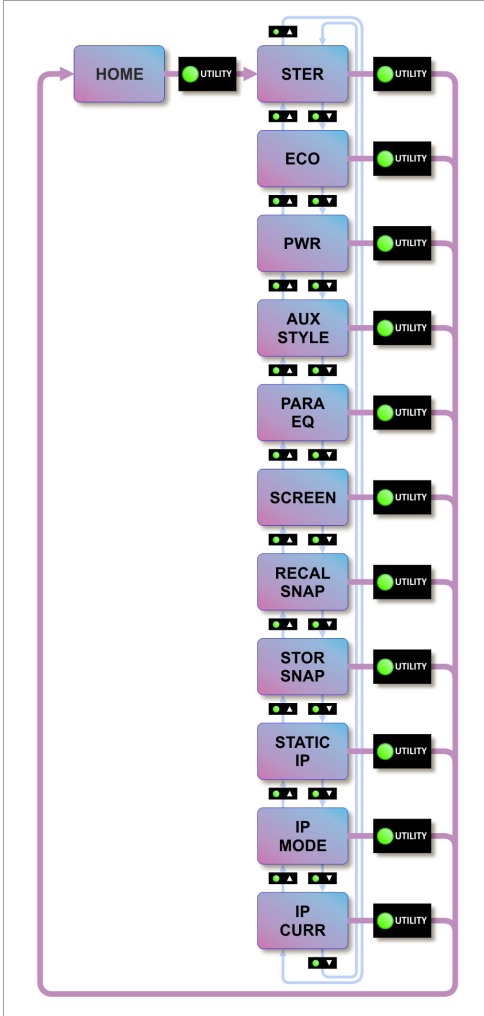 ▲
HOME
UTILITY
STER
UTILITY
▲
▼
ECO
UTILITY
▲
▼
PWR
UTILITY
▲
▼
AUX
STYLE
UTILITY
▲
▼
PARA
EQ
UTILITY
▲
▼
SCREEN
UTILITY
▲
▼
RECAL
SNAP
UTILITY
▲
▼
STOR
SNAP
UTILITY
▲
▼
STATIC
IP
UTILITY
▲
▼
IP
MODE
UTILITY
▲
▼
IP
CURR
UTILITY
▼